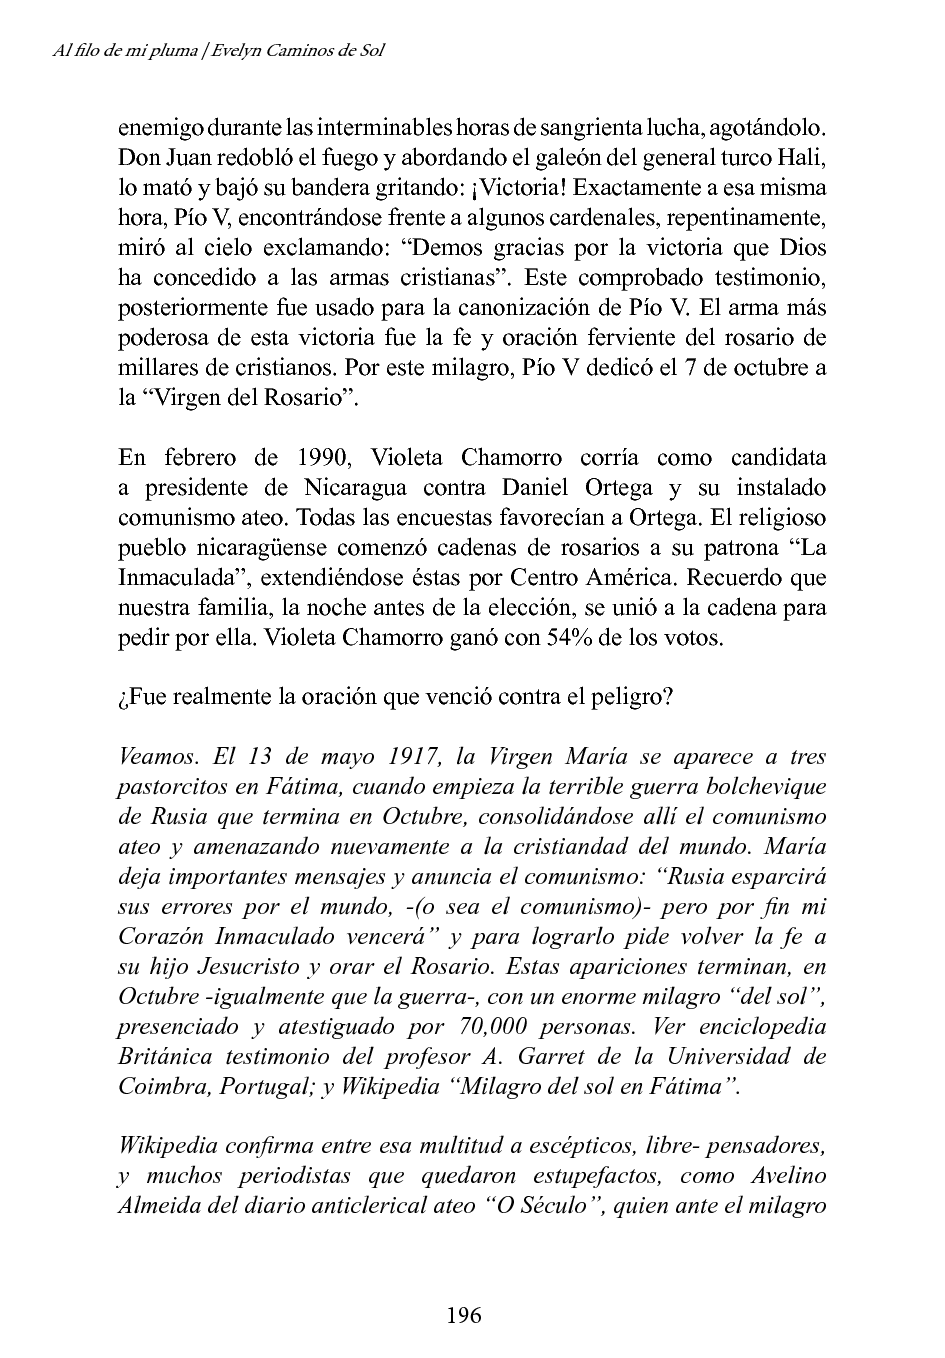 Al filo de mi pluma | Evelyn Caminos de Sol
enemigo durante las interminables horas de sangrienta lucha, agotándolo.
Don Juan redobló el fuego y abordando el galeón del general turco Hali,
lo mató y bajó su bandera gritando: ¡Victoria! Exactamente a esa misma
hora, Pío V, encontrándose frente a algunos cardenales, repentinamente,
miró al cielo exclamando: “Demos gracias por la victoria que Dios
ha concedido a las armas cristianas”. Este comprobado testimonio,
posteriormente fue usado para la canonización de Pío V. El arma más
poderosa de esta victoria fue la fe y oración ferviente del rosario de
millares de cristianos. Por este milagro, Pío V dedicó el 7 de octubre a
la “Virgen del Rosario”.
En febrero de 1990, Violeta Chamorro corría como candidata
a presidente de Nicaragua contra Daniel Ortega y su instalado
comunismo ateo. Todas las encuestas favorecían a Ortega. El religioso
pueblo nicaragüense comenzó cadenas de rosarios a su patrona “La
Inmaculada”, extendiéndose éstas por Centro América. Recuerdo que
nuestra familia, la noche antes de la elección, se unió a la cadena para
pedir por ella. Violeta Chamorro ganó con 54% de los votos.
¿Fue realmente la oración que venció contra el peligro?
Veamos. El 13 de mayo 1917, la Virgen María se aparece a tres
pastorcitos en Fátima, cuando empieza la terrible guerra bolchevique
de Rusia que termina en Octubre, consolidándose allí el comunismo
ateo y amenazando nuevamente a la cristiandad del mundo. María
deja importantes mensajes y anuncia el comunismo: “Rusia esparcirá
sus errores por el mundo, -(o sea el comunismo)- pero por fin mi
Corazón Inmaculado vencerá” y para lograrlo pide volver la fe a
su hijo Jesucristo y orar el Rosario. Estas apariciones terminan, en
Octubre -igualmente que la guerra-, con un enorme milagro “del sol”,
presenciado y atestiguado por 70,000 personas. Ver enciclopedia
Británica testimonio del profesor A. Garret de la Universidad de
Coimbra, Portugal; y Wikipedia “Milagro del sol en Fátima”.
Wikipedia confirma entre esa multitud a escépticos, libre- pensadores,
y muchos periodistas que quedaron estupefactos, como Avelino
Almeida del diario anticlerical ateo “O Século”, quien ante el milagro
196